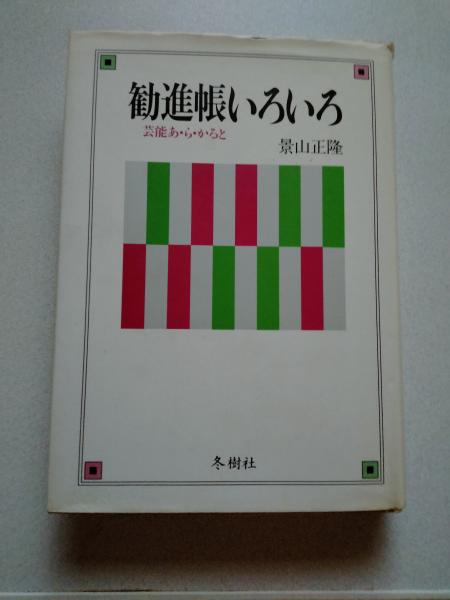 勧進帳いろいろ
芸能あ・ら・かると
景山正隆
冬樹社